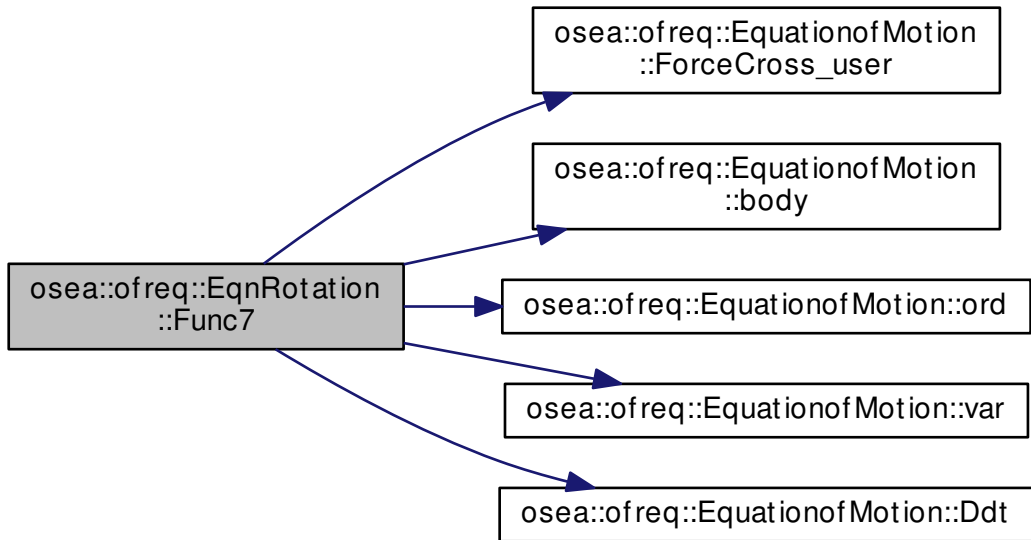 osea::ofreq::EquationofMotion
::ForceCross_user
osea::ofreq::EquationofMotion
::body
osea::ofreq::EqnRotation
::Func7
osea::ofreq::EquationofMotion::ord
osea::ofreq::EquationofMotion::var
osea::ofreq::EquationofMotion::Ddt